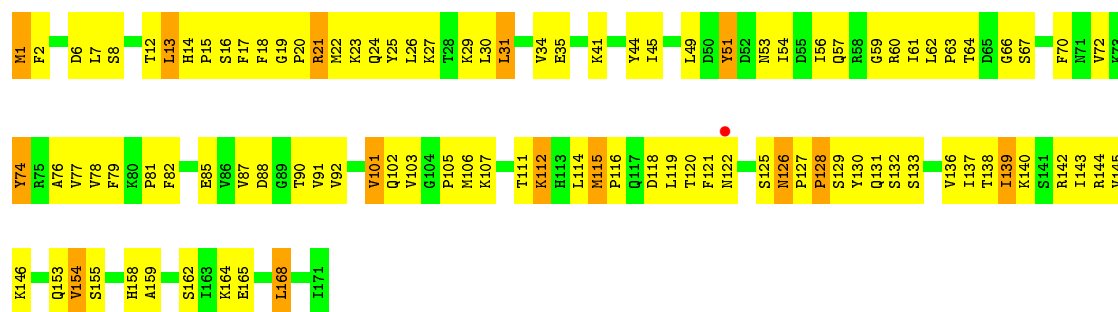 M1 F2 D6 L7 S8 T12 L13 H14 P15 S16 F17 F18 G19 P20 R21 M22 K23 Q24 Y25 L26 K27 T28 K29 L30 L31 V34 E35 K41 Y44 I45 L49 D50 Y51 D52 N53 I54 D55 I56 Q57 R58 G59 R60 I61 L62 P63 T64 D65 G66 S67 F70 N71 V72 K73
Y74 R75 A76 V77 V78 F79 K80 P81 F82 E85 V86 V87 D88 G89 T90 V91 V92 V101 Q102 V103 G104 P105 M106 K107 T111 K112 H113 L114 M115 P116 Q117 D118 L119 T120 F121 N122 S125 N126 P127 P128 S129 Y130 Q131 S132 S133 V136 I137 T138 I139 K140 S141 R142 I143 R144 V145
K146 Q153 V154 S155 H158 A159 S162 I163 K164 E165 L168 I171